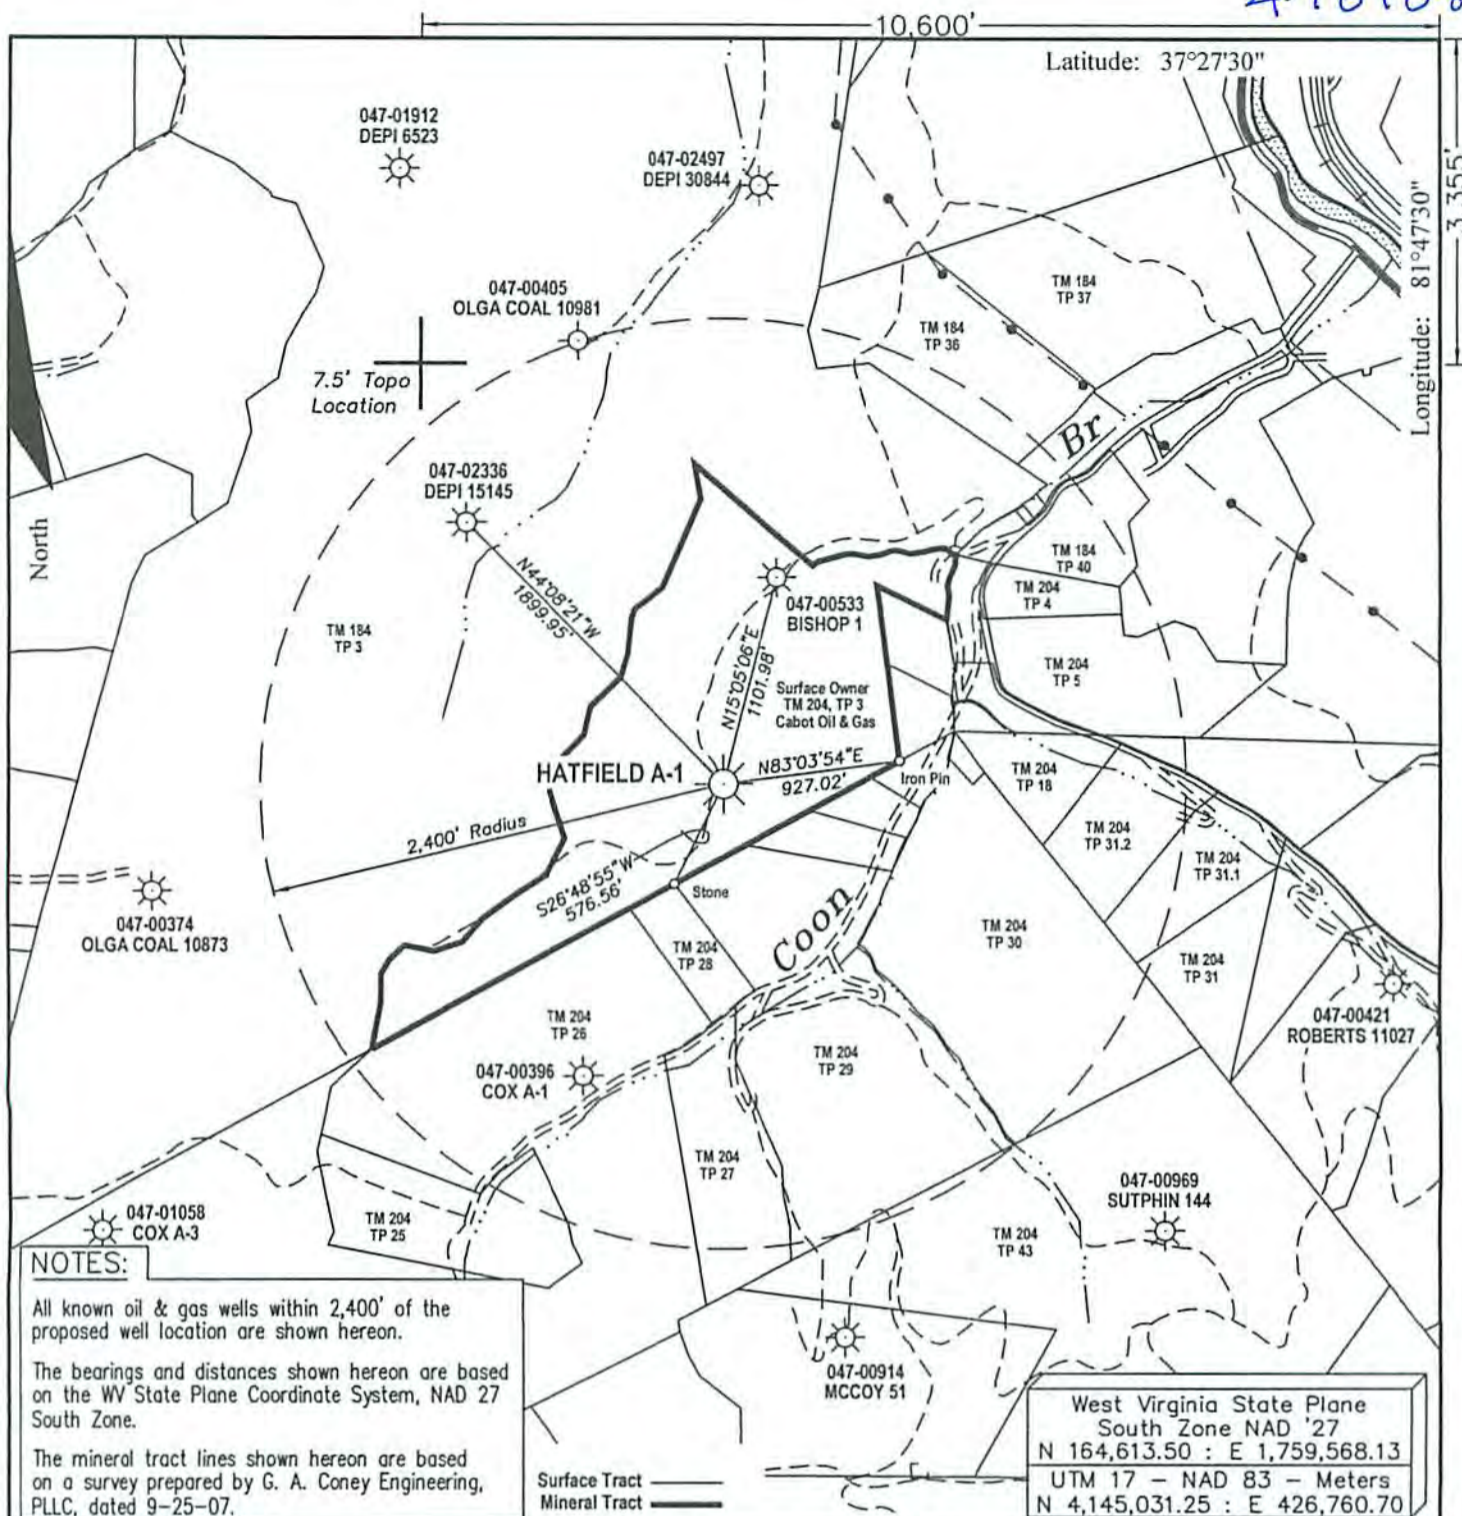 10,600'
Latitude: 37°27'30"
3,355'
Longitude: 81°47'30"
047-01912
DEPI 6523
047-02497
DEPI 30844
047-00405
OLGA COAL 10981
TM 184
TP 37
TM 184
TP 36
7.5' Topo
Location
Br
047-02336
DEPI 15145
North
N44°08'21"W
1899.95'
TM 184
TP 40
TM 204
TP 4
047-00533
BISHOP 1
TM 184
TP 3
N15°05'06"E
1101.98'
TM 204
TP 5
Surface Owner
TM 204, TP 3
Cabot Oil & Gas
HATFIELD A-1
N83°03'54"E
927.02'
Iron Pin
TM 204
TP 18
2,400' Radius
TM 204
TP 31.2
TM 204
TP 31.1
S26°48'55"W
576.56'
Stone
047-00374
OLGA COAL 10873
Coon
TM 204
TP 30
TM 204
TP 28
TM 204
TP 31
TM 204
TP 26
047-00421
ROBERTS 11027
047-00396
COX A-1
TM 204
TP 29
TM 204
TP 27
047-00969
SUTPHIN 144
047-01058
COX A-3
TM 204
TP 25
TM 204
TP 43
NOTES:
All known oil & gas wells within 2,400' of the
proposed well location are shown hereon.
The bearings and distances shown hereon are based
on the WV State Plane Coordinate System, NAD 27
South Zone.
The mineral tract lines shown hereon are based
on a survey prepared by G. A. Coney Engineering,
PLLC, dated 9-25-07.
047-00914
MCCOY 51
Surface Tract
Mineral Tract
West Virginia State Plane
South Zone NAD '27
N 164,613.50 : E 1,759,568.13
UTM 17 - NAD 83 - Meters
N 4,145,031.25 : E 426,760.70